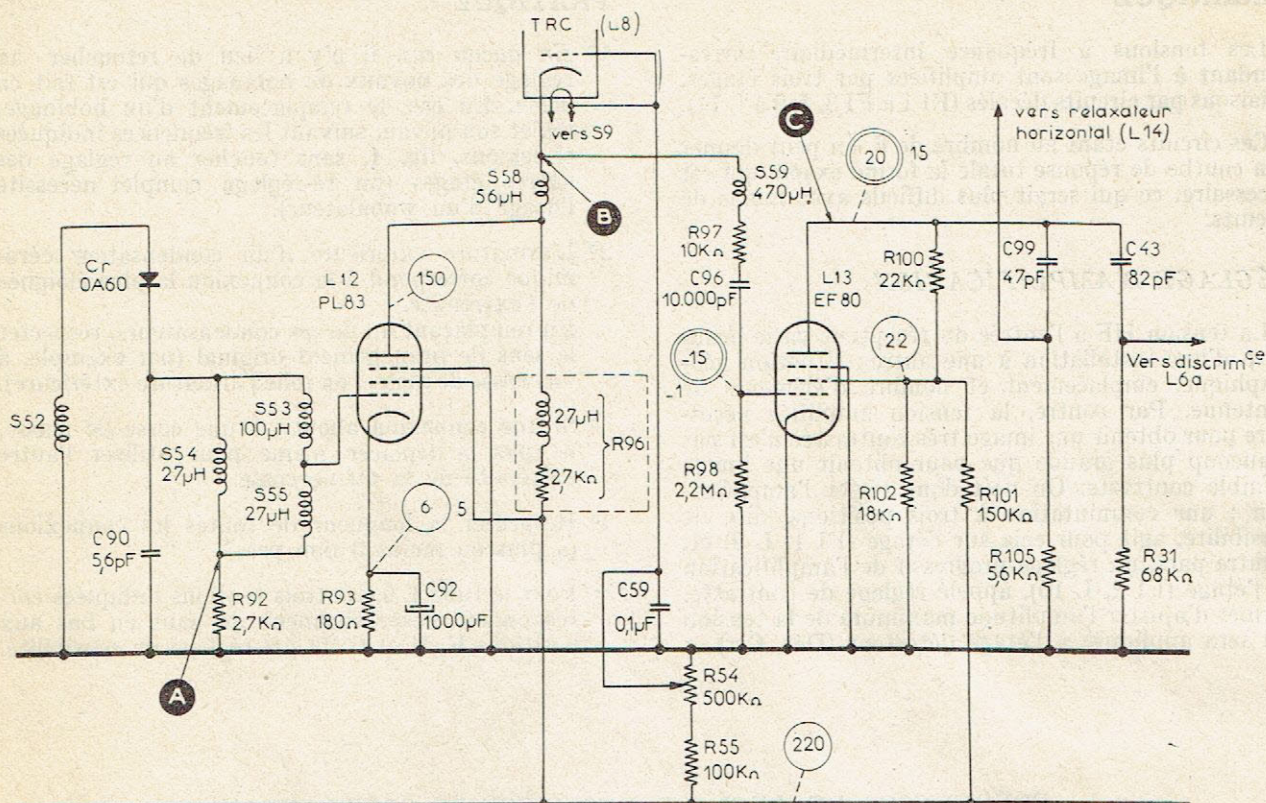 TRC (L8)
vers S9
S58
56µH
B
S59
470µH
C
20
15
vers relaxateur
horizontal (L14)
Cr
OA60
L12
PL83
150
R97
10KΩ
C96
10.000pF
L13
EF80
R100
22KΩ
C99
47pF
C43
82pF
-15
-1
22
vers discrim^ce
L6a
S52
S54
27µH
S53
100µH
S55
27µH
27µH
R96
2,7KΩ
6
5
R98
2,2MΩ
R102
18KΩ
R101
150KΩ
C90
5,6pF
R92
2,7KΩ
R93
180Ω
C92
1000µF
C59
0,1µF
R105
56KΩ
R31
68KΩ
A
R54
500KΩ
R55
100KΩ
220